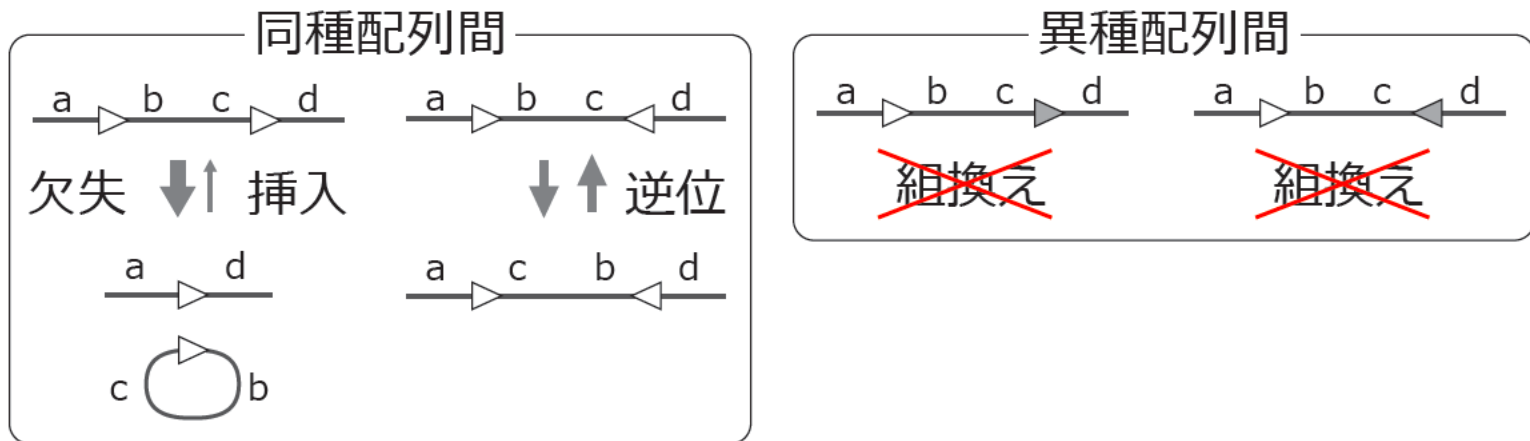 同種配列間
a b c d
欠失 挿入
a d
c b
a b c d
逆位
a c b d
異種配列間
a b c d
組換え
a b c d
組換え